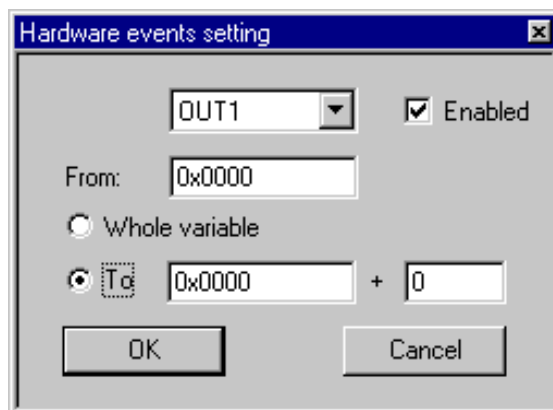 Hardware events setting
OUT1 Enabled
From: 0x0000
Whole variable
To 0x0000 + 0
OK Cancel